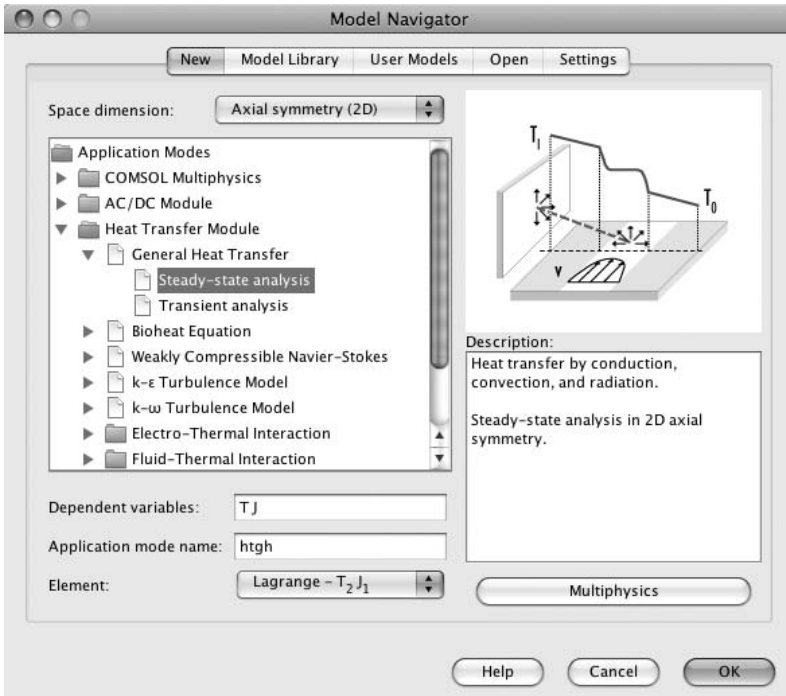 Model Navigator
New Model Library User Models Open Settings
Space dimension: Axial symmetry (2D)
Application Modes
COMSOL Multiphysics
AC/DC Module
Heat Transfer Module
General Heat Transfer
Steady-state analysis
Transient analysis
Bioheat Equation
Weakly Compressible Navier-Stokes
k-ε Turbulence Model
k-ω Turbulence Model
Electro-Thermal Interaction
Fluid-Thermal Interaction
T₁
T₀
v
Description:
Heat transfer by conduction,
convection, and radiation.
Steady-state analysis in 2D axial
symmetry.
Dependent variables: T J
Application mode name: htgh
Element: Lagrange - T₂ J₁
Multiphysics
Help Cancel OK